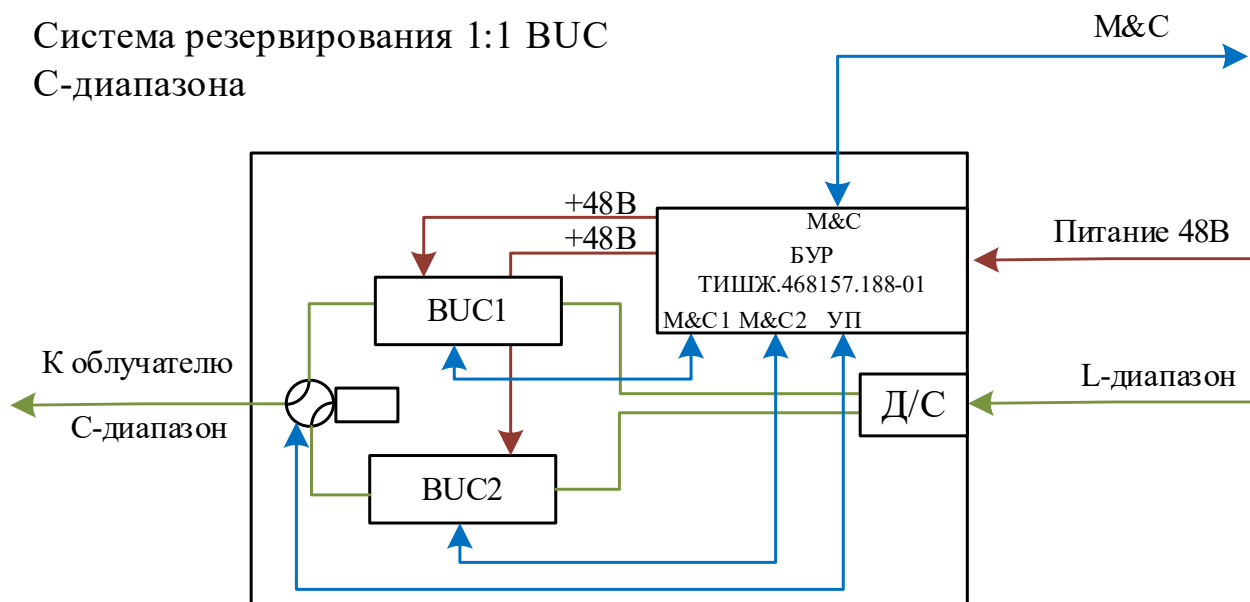 Система резервирования 1:1 BUC
С-диапазона
M&C
+48В
+48В
M&C
БУР
ТИШЖ.468157.188-01
M&C1 M&C2 УП
Питание 48В
BUC1
К облучателю
С-диапазон
L-диапазон
Д/С
BUC2